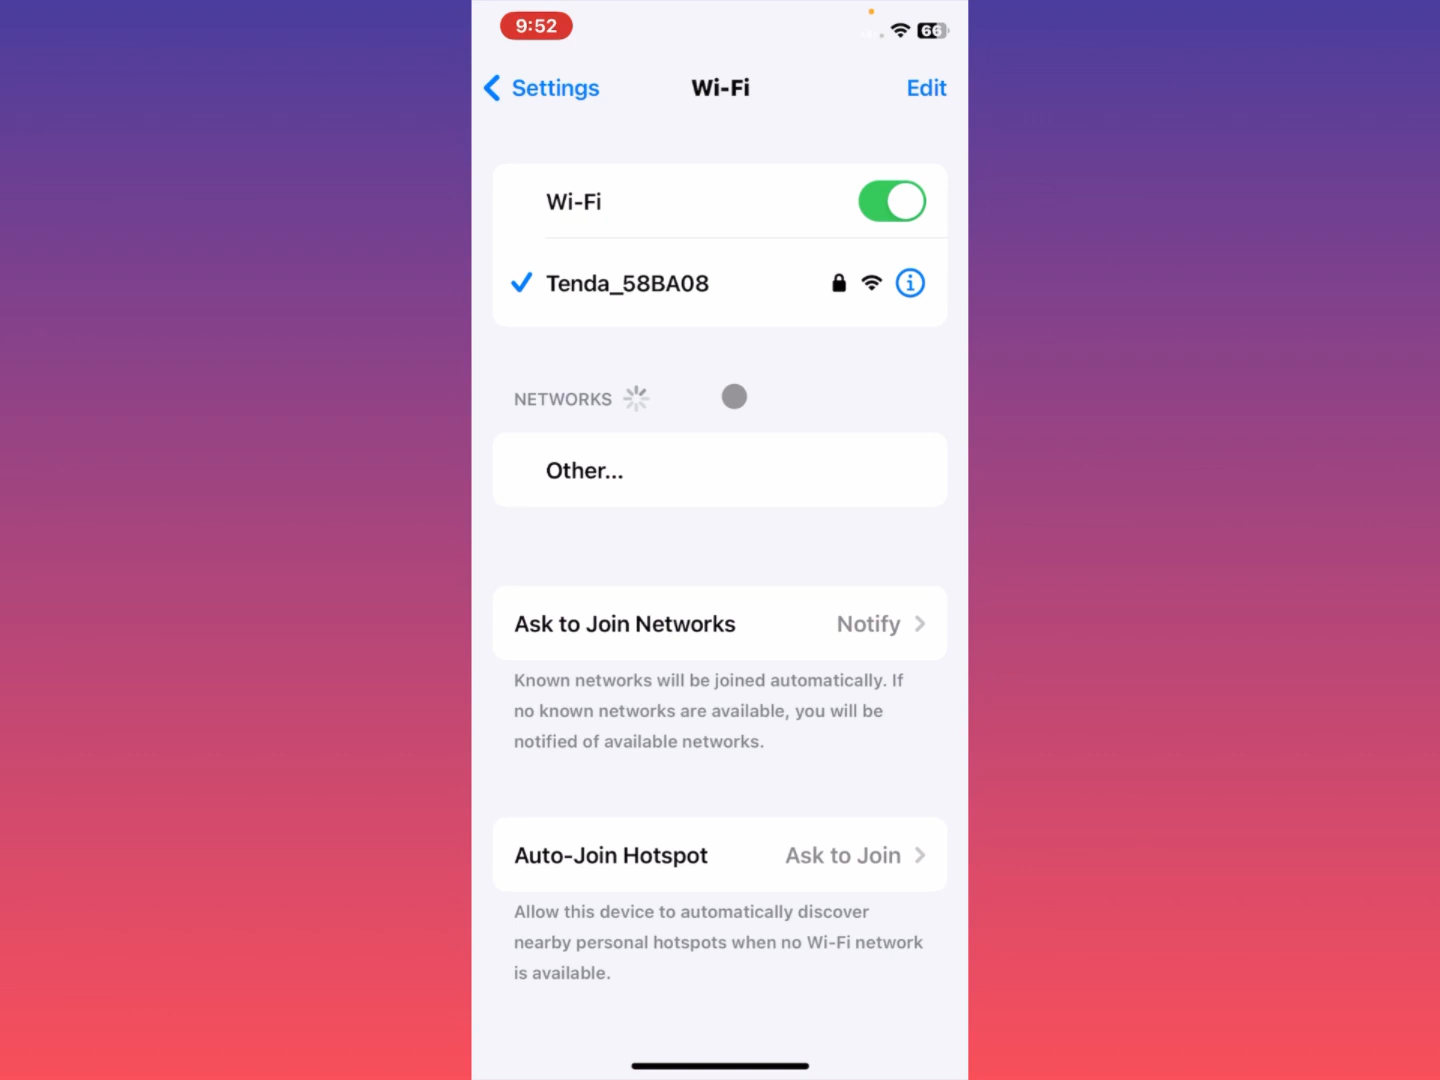 9:52
66
Settings
Wi-Fi
Edit
Wi-Fi
Tenda_58BA08
NETWORKS
Other...
Ask to Join Networks
Notify
Known networks will be joined automatically. If
no known networks are available, you will be
notified of available networks.
Auto-Join Hotspot
Ask to Join
Allow this device to automatically discover
nearby personal hotspots when no Wi-Fi network
is available.